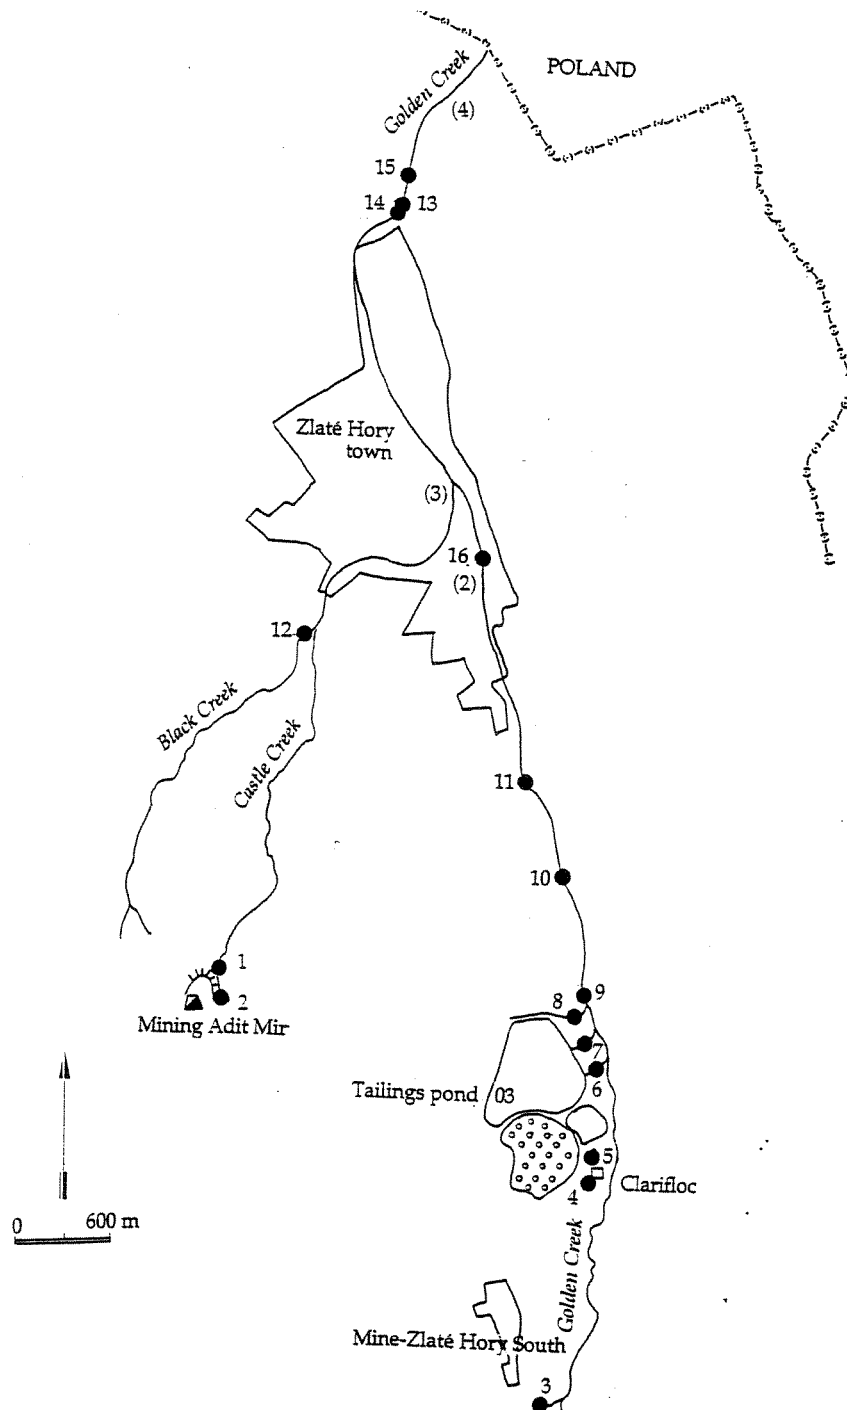 POLAND
Golden Creek
(4)
15
14
13
Zlaté Hory
town
(3)
16
(2)
12
Black Creek
Castle Creek
11
10
1
2
Mining Adit Mir
9
8
7
6
Tailings pond 03
5
4
Clarifloc
0 600 m
Golden Creek
Mine-Zlaté Hory South
3